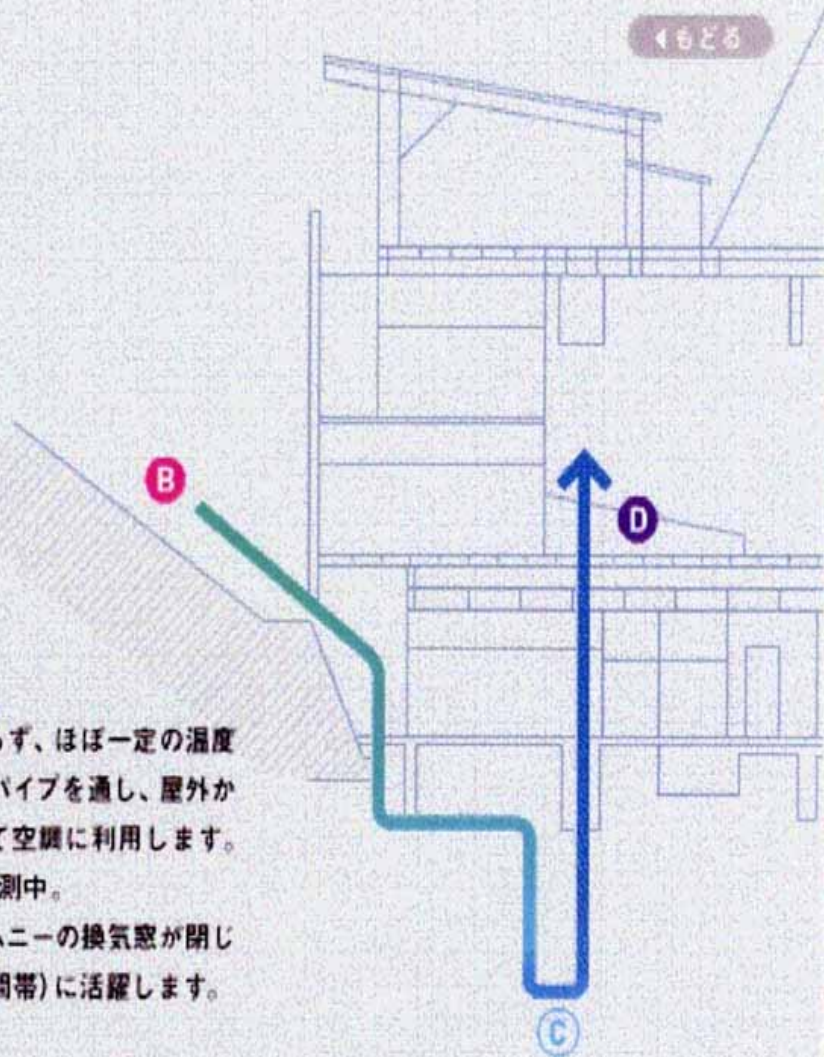 もどる
B
D
らず、ほぼ一定の温度
パイプを通し、屋外か
て空調に利用します。
測中。
ムニーの換気窓が閉じ
間帯)に活躍します。
C